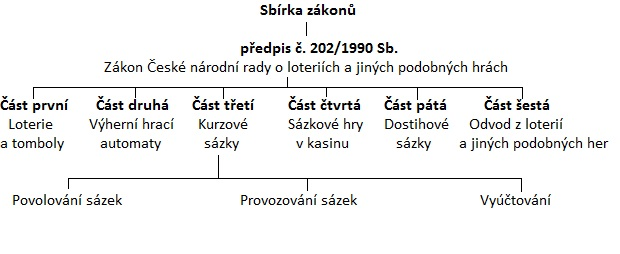 Sbírka zákonů
předpis č. 202/1990 Sb.
Zákon České národní rady o loteriích a jiných podobných hrách
Část první
Loterie
a tomboly
Část druhá
Výherní hrací
automaty
Část třetí
Kurzové
sázky
Část čtvrtá
Sázkové hry
v kasinu
Část pátá
Dostihové
sázky
Část šestá
Odvod z loterií
a jiných podobných her
Povolování sázek
Provozování sázek
Vyúčtování